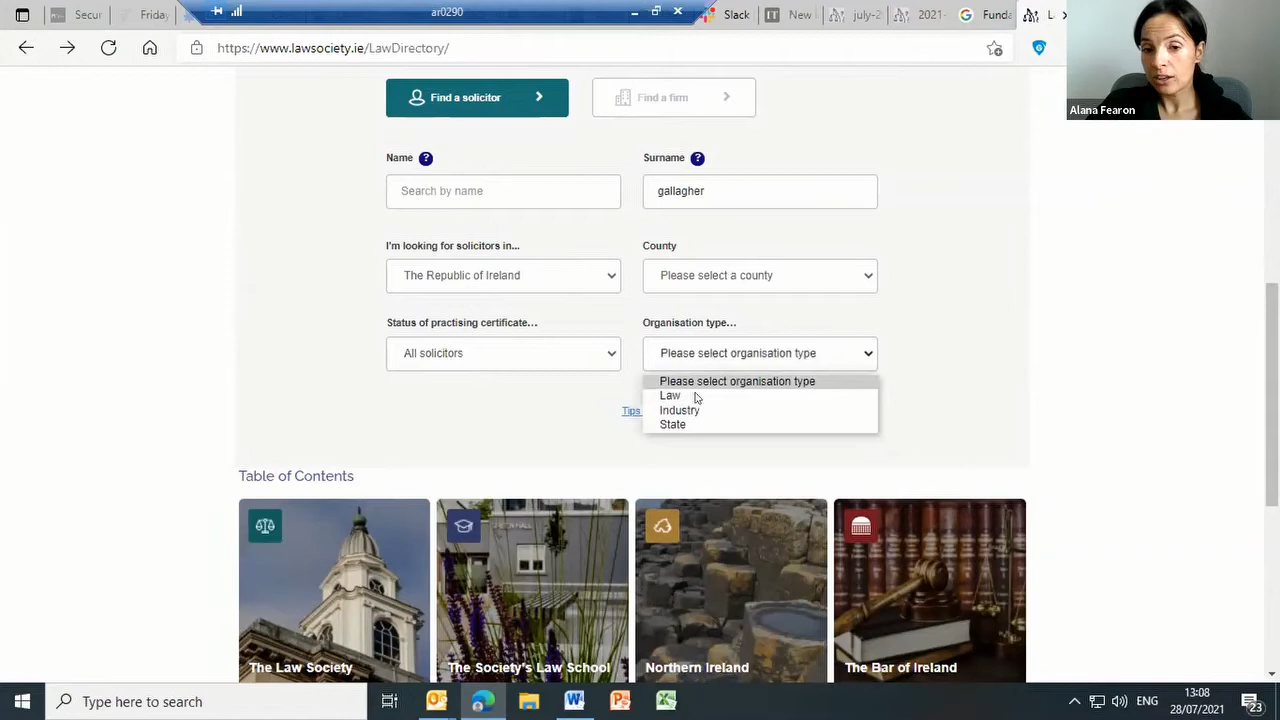 Secu
Friday
ar0290
Slack
New
july-2
2021-
Funda
L
https://www.lawsociety.ie/LawDirectory/
Alana Fearon
Find a solicitor
Find a firm
Name ?
Surname ?
Search by name
gallagher
I'm looking for solicitors in...
County
The Republic of Ireland
Please select a county
Status of practising certificate...
Organisation type...
All solicitors
Please select organisation type
Please select organisation type
Law
Industry
State
Tips
Table of Contents
The Law Society
The Society's Law School
Northern Ireland
The Bar of Ireland
Type here to search
ENG
13:08
28/07/2021
23